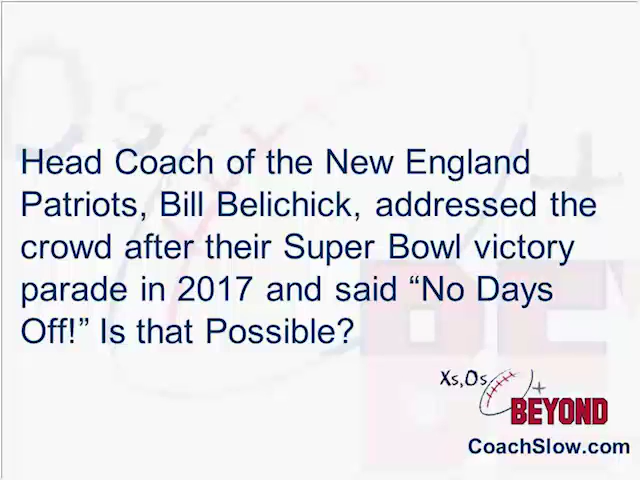 Head Coach of the New England
Patriots, Bill Belichick, addressed the
crowd after their Super Bowl victory
parade in 2017 and said “No Days
Off!” Is that Possible?
Xs,Os
+
BEYOND
CoachSlow.com